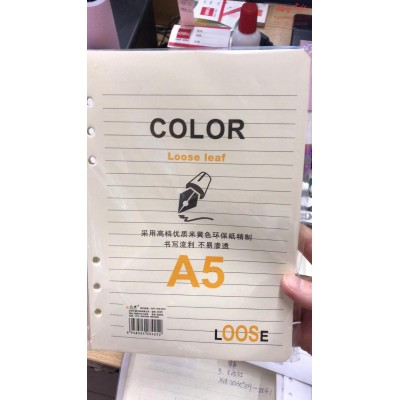 COLOR
Loose leaf
采用高档优质米黄色环保纸精制
书写流利 不易渗透
A5
LOOSE